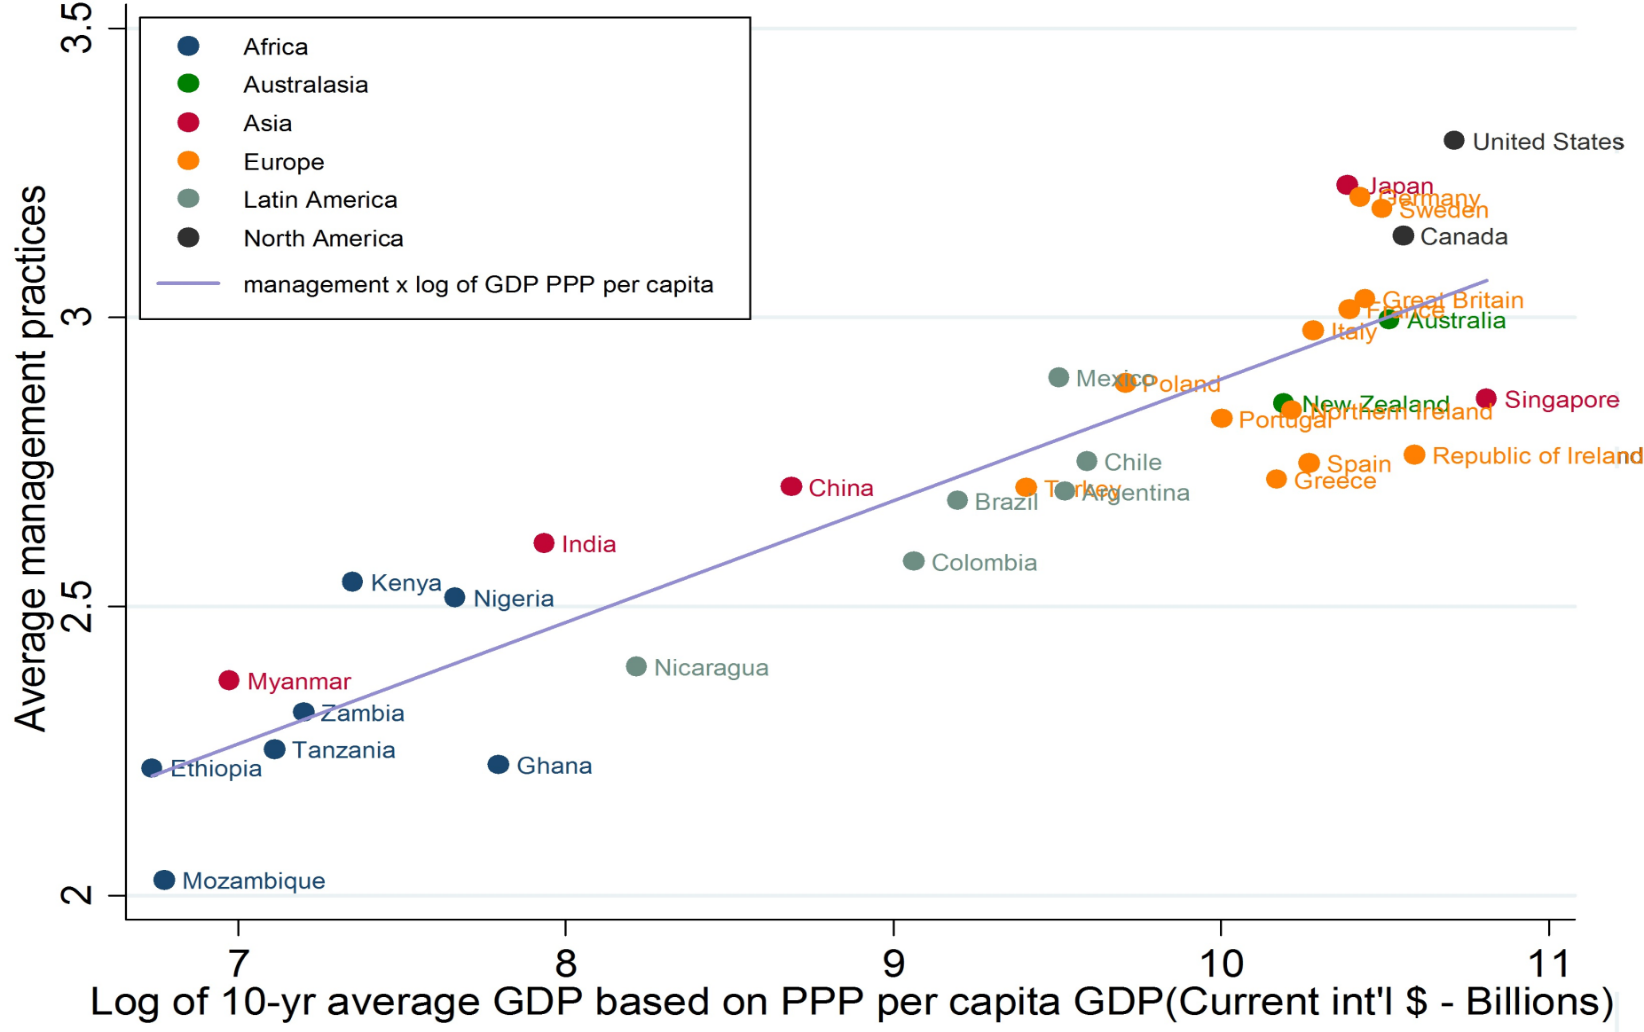 3.5
3
2.5
2
Average management practices
Africa
Australasia
Asia
Europe
Latin America
North America
management x log of GDP PPP per capita
United States
Japan
Germany
Sweden
Canada
Great Britain
France
Australia
Italy
Mexico
Poland
Singapore
New Zealand
Northern Ireland
Portugal
Republic of Ireland
Chile
Spain
Greece
China
Turkey
Argentina
Brazil
India
Colombia
Kenya
Nigeria
Nicaragua
Myanmar
Zambia
Tanzania
Ethiopia
Ghana
Mozambique
7 8 9 10 11
Log of 10-yr average GDP based on PPP per capita GDP(Current int'l $ - Billions)